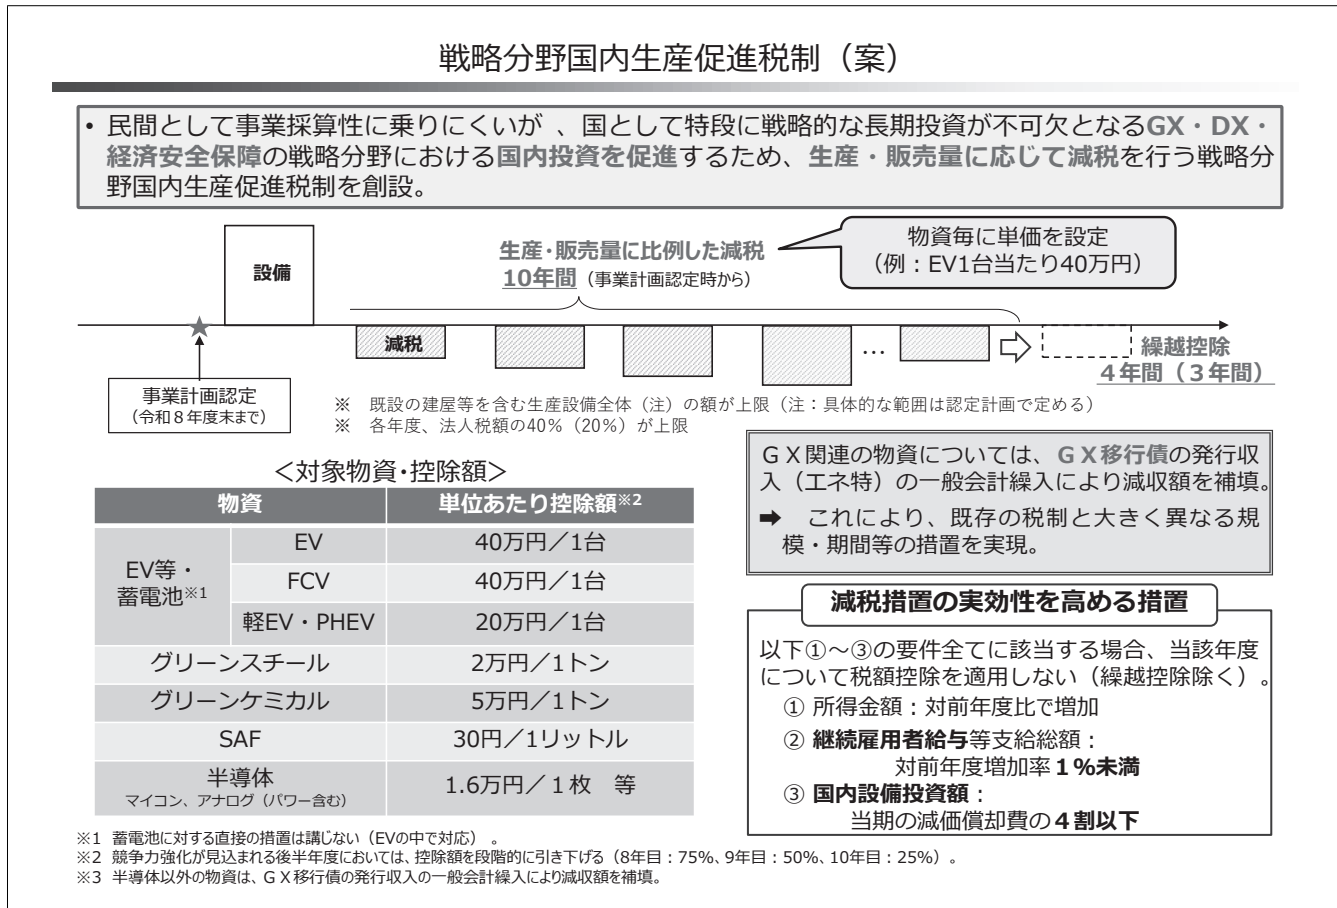 戦略分野国内生産促進税制（案）
• 民間として事業採算性に乗りにくいが 、国として特段に戦略的な長期投資が不可欠となるGX・DX・
経済安全保障の戦略分野における国内投資を促進するため、生産・販売量に応じて減税を行う戦略分
野国内生産促進税制を創設。
設備
生産・販売量に比例した減税
10年間（事業計画認定時から）
物資毎に単価を設定
（例：EV1台当たり40万円）
減税
…
繰越控除
４年間（３年間）
事業計画認定
（令和８年度末まで）
※ 既設の建屋等を含む生産設備全体（注）の額が上限（注：具体的な範囲は認定計画で定める）
※ 各年度、法人税額の40％（20％）が上限
＜対象物資・控除額＞
物資 単位あたり控除額※2
EV等・
蓄電池※1
EV 40万円／1台
FCV 40万円／1台
軽EV・PHEV 20万円／1台
グリーンスチール 2万円／1トン
グリーンケミカル 5万円／1トン
SAF 30円／1リットル
半導体
マイコン、アナログ（パワー含む）
1.6万円／１枚 等
ＧＸ関連の物資については、ＧＸ移行債の発行収
入（エネ特）の一般会計繰入により減収額を補填。
➡ これにより、既存の税制と大きく異なる規
模・期間等の措置を実現。
減税措置の実効性を高める措置
以下①～③の要件全てに該当する場合、当該年度
について税額控除を適用しない（繰越控除除く）。
① 所得金額：対前年度比で増加
② 継続雇用者給与等支給総額：
対前年度増加率１％未満
③ 国内設備投資額：
当期の減価償却費の４割以下
※1 蓄電池に対する直接の措置は講じない（EVの中で対応）。
※2 競争力強化が見込まれる後半年度においては、控除額を段階的に引き下げる（8年目：75%、9年目：50%、10年目：25%）。
※3 半導体以外の物資は、ＧＸ移行債の発行収入の一般会計繰入により減収額を補填。